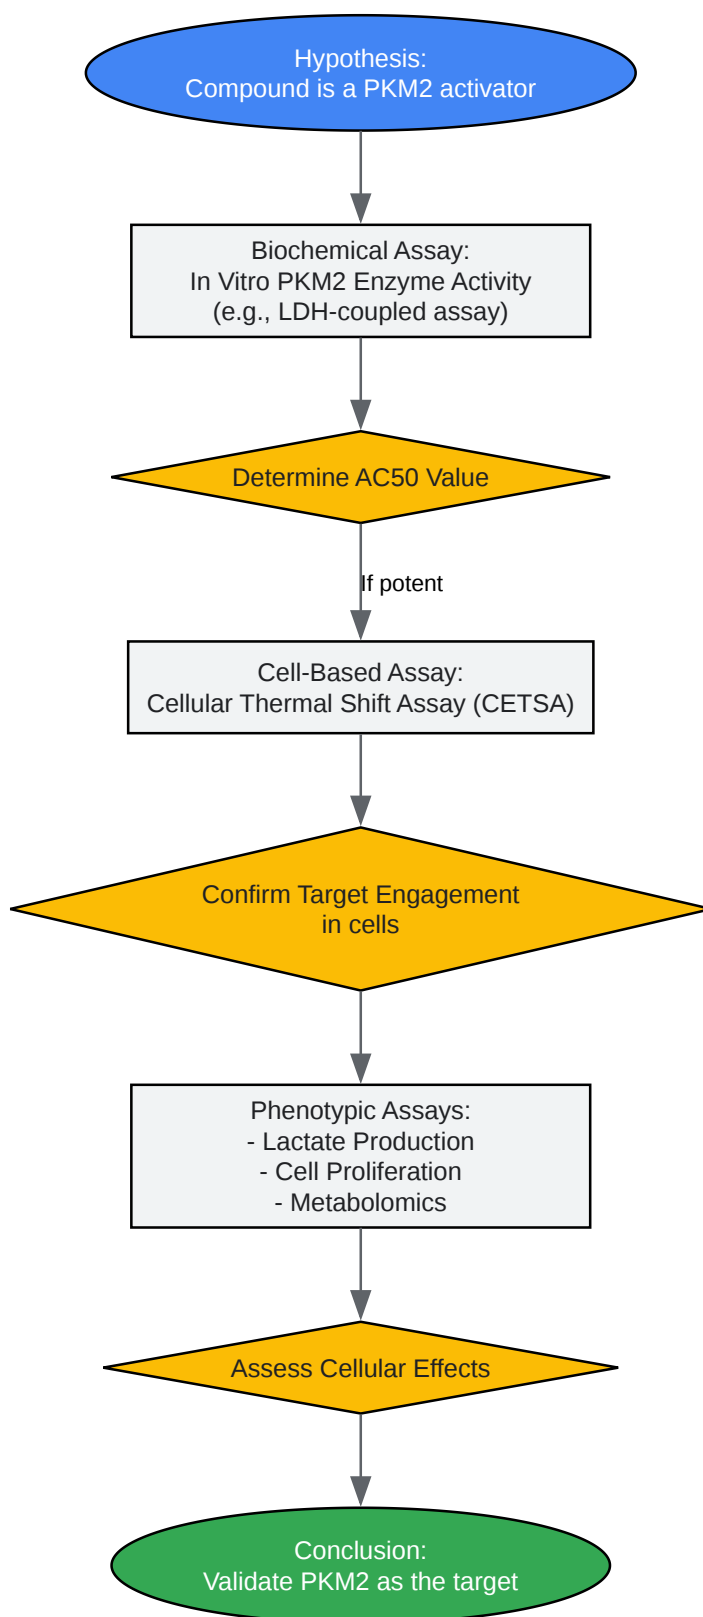 Hypothesis:
Compound is a PKM2 activator
Biochemical Assay:
In Vitro PKM2 Enzyme Activity
(e.g., LDH-coupled assay)
Determine AC50 Value
If potent
Cell-Based Assay:
Cellular Thermal Shift Assay (CETSA)
Confirm Target Engagement
in cells
Phenotypic Assays:
- Lactate Production
- Cell Proliferation
- Metabolomics
Assess Cellular Effects
Conclusion:
Validate PKM2 as the target